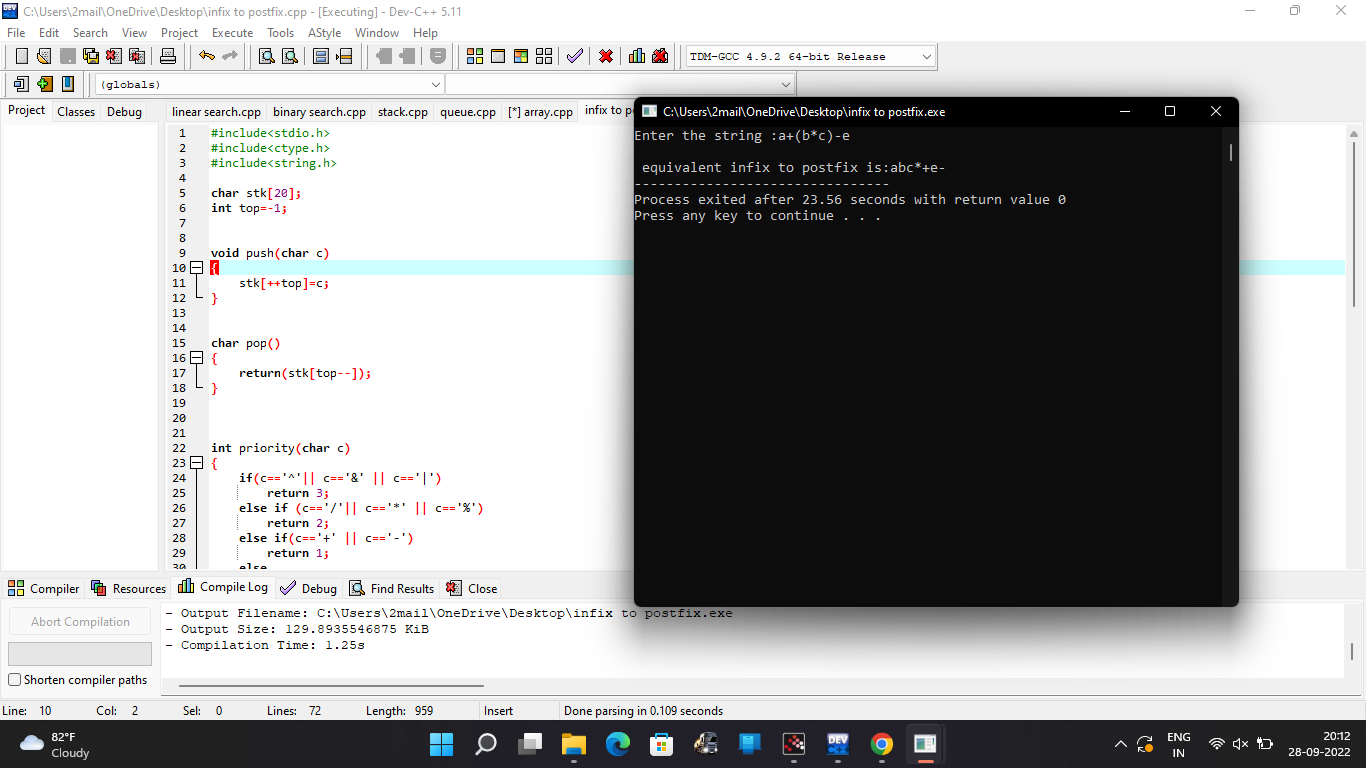 C:\Users\2mail\OneDrive\Desktop\infix to postfix.cpp - [Executing] - Dev-C++ 5.11
File Edit Search View Project Execute Tools AStyle Window Help
TDM-GCC 4.9.2 64-bit Release
(globals)
Project Classes Debug
linear search.cpp binary search.cpp stack.cpp queue.cpp [*] array.cpp infix to po
1 #include<stdio.h>
2 #include<ctype.h>
3 #include<string.h>
4
5 char stk[20];
6 int top=-1;
7
8
9 void push(char c)
10 {
11 stk[++top]=c;
12 }
13
14
15 char pop()
16 {
17 return(stk[top--]);
18 }
19
20
21
22 int priority(char c)
23 {
24 if(c=='^'|| c=='&' || c=='|')
25 return 3;
26 else if (c=='/'|| c=='*' || c=='%')
27 return 2;
28 else if(c=='+' || c=='-')
29 return 1;
30 else
C:\Users\2mail\OneDrive\Desktop\infix to postfix.exe
Enter the string :a+(b*c)-e
equivalent infix to postfix is:abc*+e-
--------------------------------
Process exited after 23.56 seconds with return value 0
Press any key to continue . . .
Compiler Resources Compile Log Debug Find Results Close
Abort Compilation
Shorten compiler paths
- Output Filename: C:\Users\2mail\OneDrive\Desktop\infix to postfix.exe
- Output Size: 129.8935546875 KiB
- Compilation Time: 1.25s
Line: 10 Col: 2 Sel: 0 Lines: 72 Length: 959 Insert Done parsing in 0.109 seconds
82°F
Cloudy
DEV
ENG
IN
20:12
28-09-2022